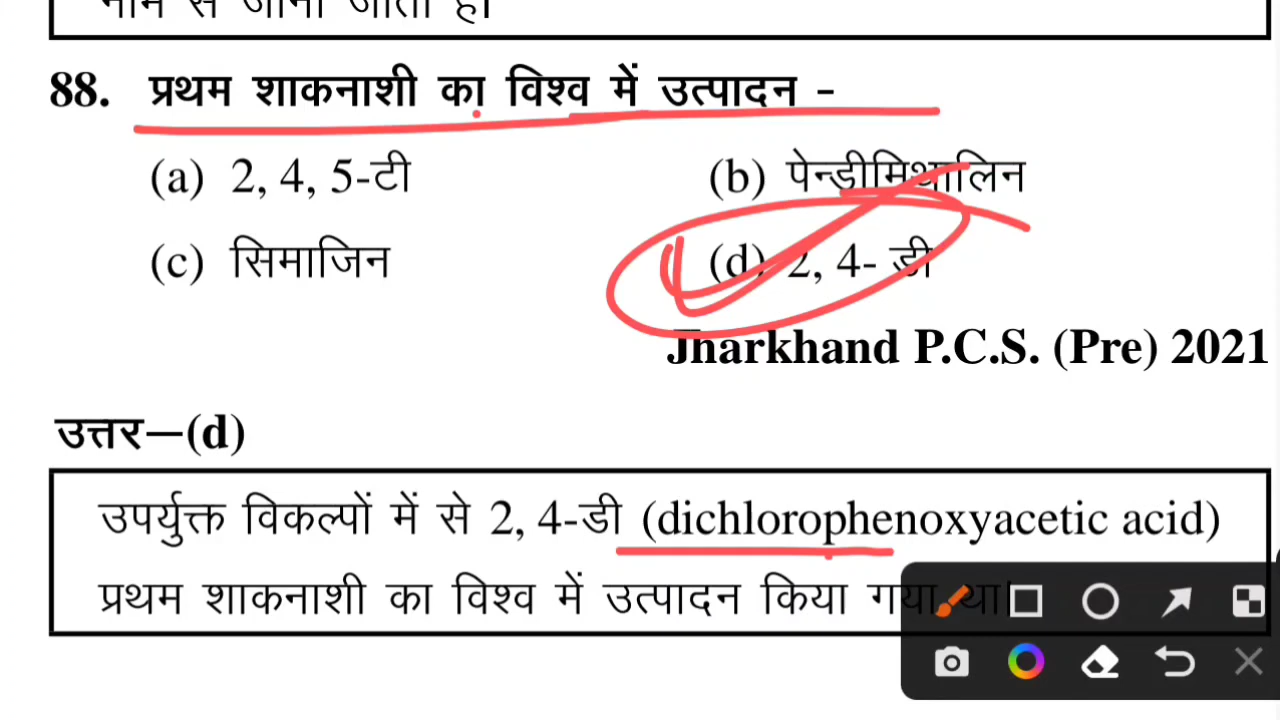 नाम से जाना जाता है।
88. प्रथम शाकनाशी का विश्व में उत्पादन -
(a) 2, 4, 5-टी (b) पेन्डीमिथालिन
(c) सिमाजिन (d) 2, 4- डी
Jharkhand P.C.S. (Pre) 2021
उत्तर—(d)
उपर्युक्त विकल्पों में से 2, 4-डी (dichlorophenoxyacetic acid)
प्रथम शाकनाशी का विश्व में उत्पादन किया गया था।